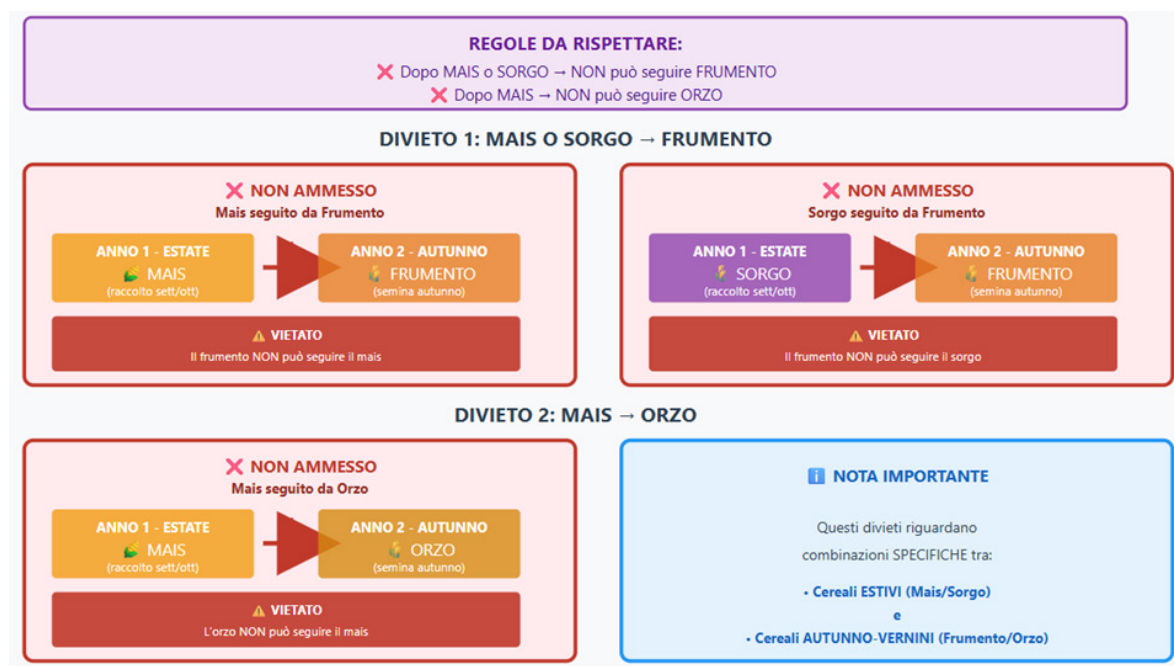 REGOLE DA RISPETTARE:
❌ Dopo MAIS o SORGO → NON può seguire FRUMENTO
❌ Dopo MAIS → NON può seguire ORZO
DIVIETO 1: MAIS O SORGO → FRUMENTO
❌ NON AMMESSO
Mais seguito da Frumento
ANNO 1 - ESTATE
🌽 MAIS
(raccolto sett/ott)
ANNO 2 - AUTUNNO
🌾 FRUMENTO
(semina autunno)
⚠️ VIETATO
Il frumento NON può seguire il mais
❌ NON AMMESSO
Sorgo seguito da Frumento
ANNO 1 - ESTATE
🌾 SORGO
(raccolto sett/ott)
ANNO 2 - AUTUNNO
🌾 FRUMENTO
(semina autunno)
⚠️ VIETATO
Il frumento NON può seguire il sorgo
DIVIETO 2: MAIS → ORZO
❌ NON AMMESSO
Mais seguito da Orzo
ANNO 1 - ESTATE
🌽 MAIS
(raccolto sett/ott)
ANNO 2 - AUTUNNO
🌾 ORZO
(semina autunno)
⚠️ VIETATO
L'orzo NON può seguire il mais
ℹ️ NOTA IMPORTANTE
Questi divieti riguardano
combinazioni SPECIFICHE tra:
• Cereali ESTIVI (Mais/Sorgo)
e
• Cereali AUTUNNO-VERNINI (Frumento/Orzo)